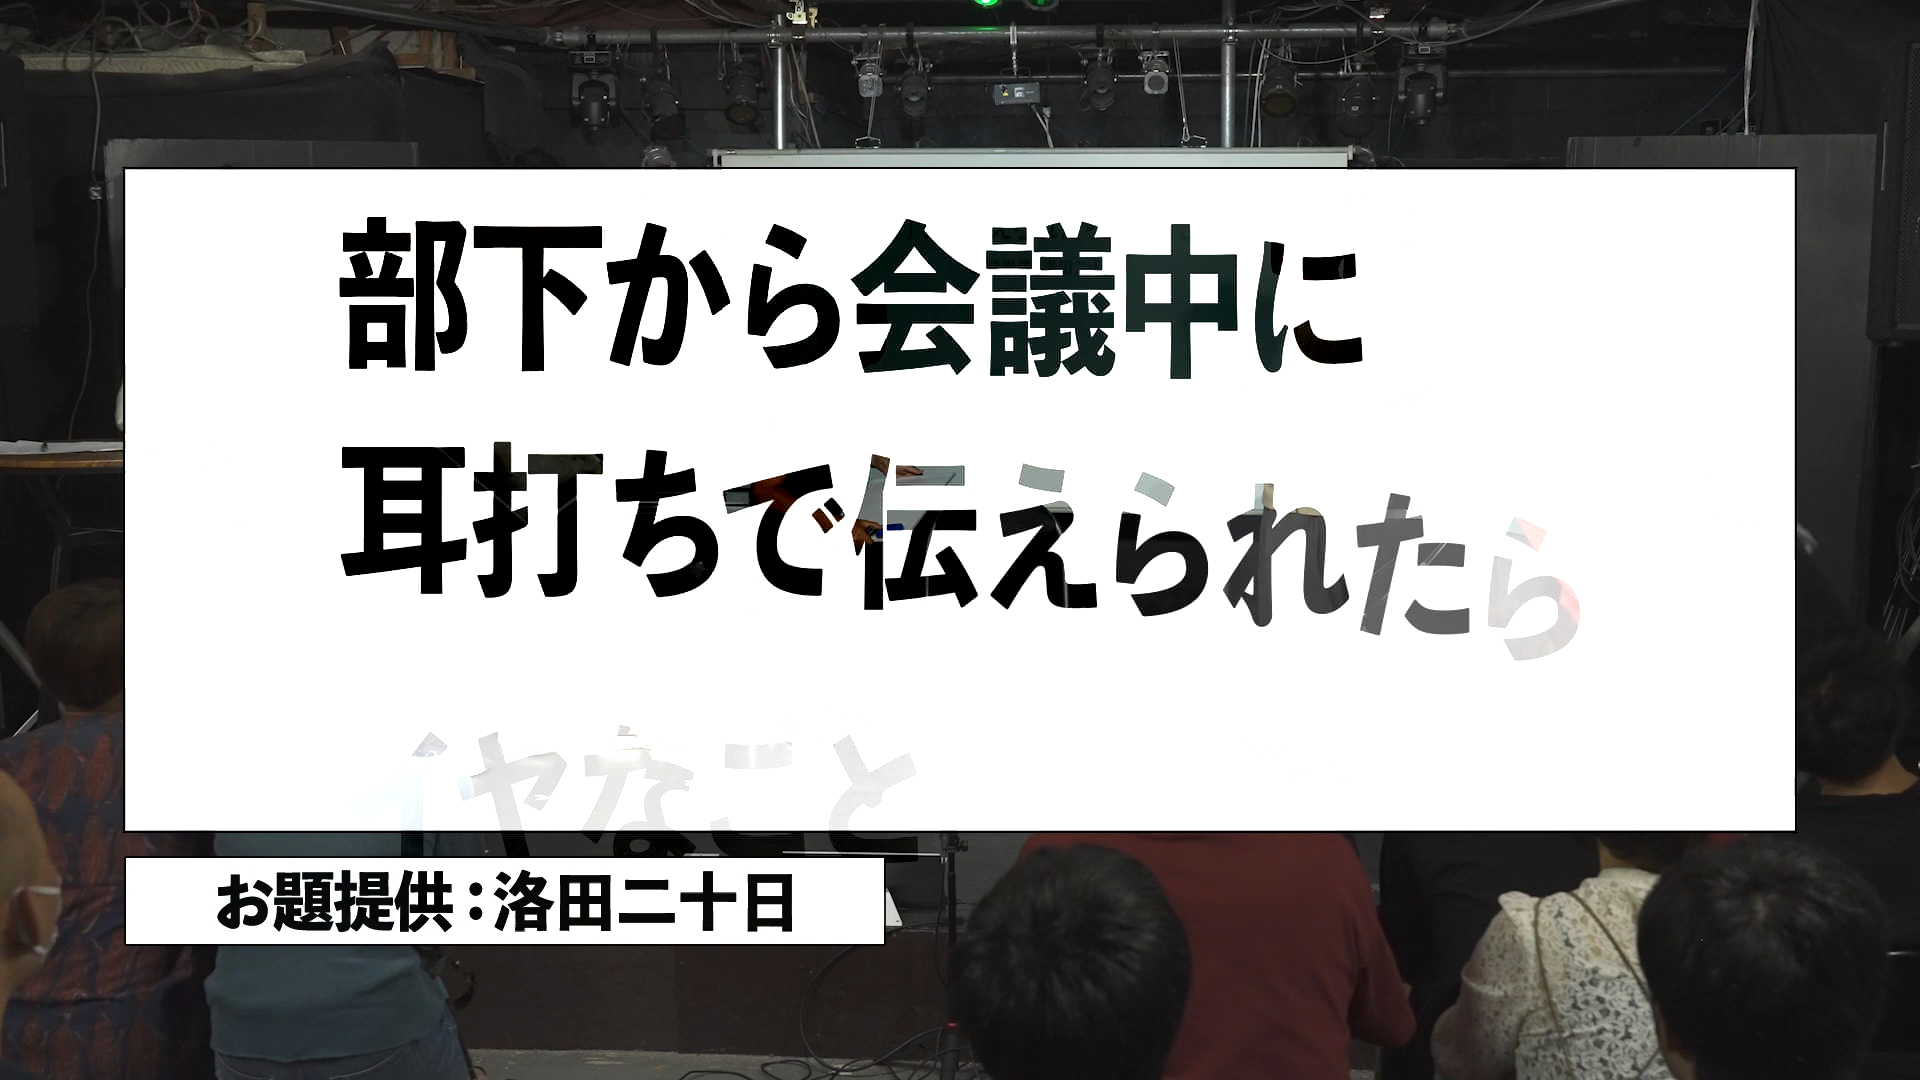 部下から会議中に
耳打ちで伝えられたら
イヤなこと
お題提供：洛田二十日